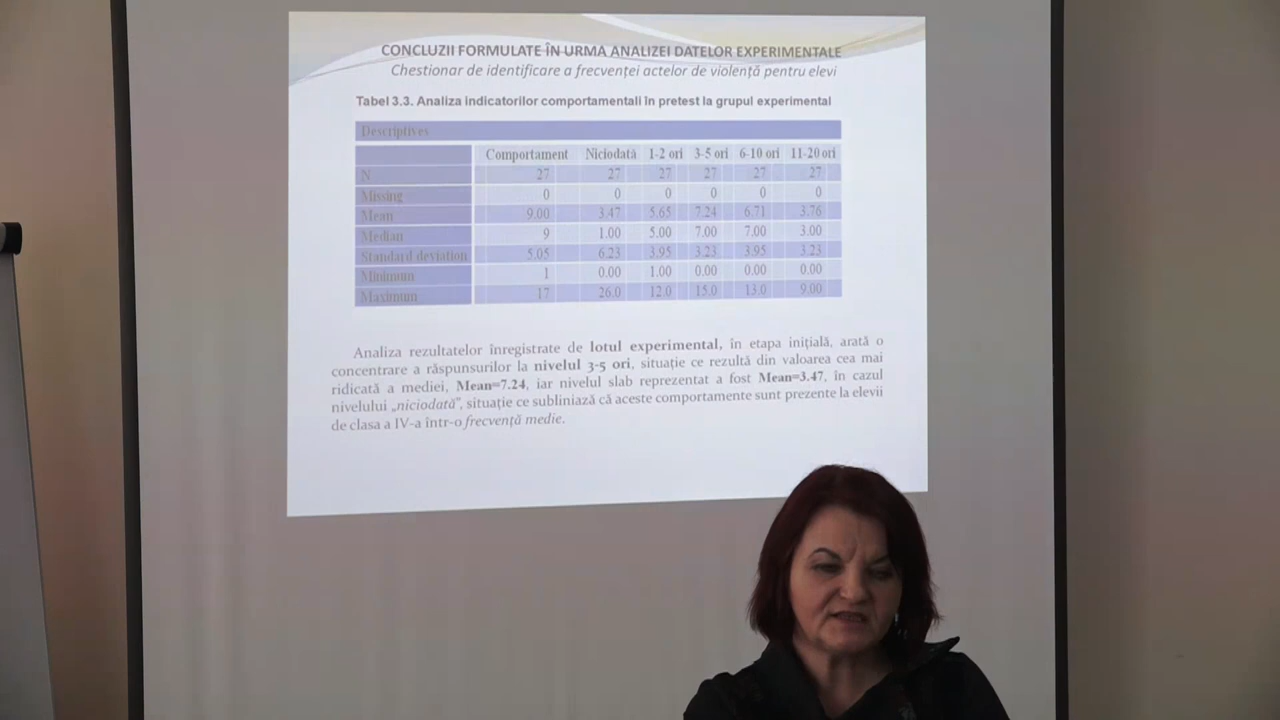 CONCLUZII FORMULATE ÎN URMA ANALIZEI DATELOR EXPERIMENTALE
Chestionar de identificare a frecvenței actelor de violență pentru elevi
Tabel 3.3. Analiza indicatorilor comportamentali în pretest la grupul experimental
Descriptives
Comportament Niciodată 1-2 ori 3-5 ori 6-10 ori 11-20 ori
N 27 27 27 27 27 27
Missing 0 0 0 0 0 0
Mean 9.00 3.47 5.65 7.24 6.71 3.76
Median 9 1.00 5.00 7.00 7.00 3.00
Standard deviation 5.05 6.23 3.95 3.23 3.95 3.23
Minimum 1 0.00 1.00 0.00 0.00 0.00
Maximum 17 26.0 12.0 15.0 13.0 9.00
Analiza rezultatelor înregistrate de lotul experimental, în etapa inițială, arată o
concentrare a răspunsurilor la nivelul 3-5 ori, situație ce rezultă din valoarea cea mai
ridicată a mediei, Mean=7.24, iar nivelul slab reprezentat a fost Mean=3.47, în cazul
nivelului „niciodată”, situație ce subliniază că aceste comportamente sunt prezente la elevii
de clasa a IV-a într-o frecvență medie.